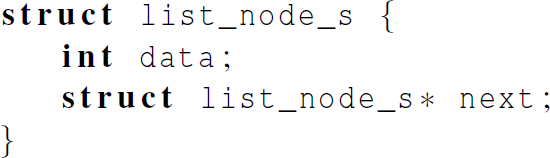 struct list_node_s {
    int data;
    struct list_node_s* next;
}